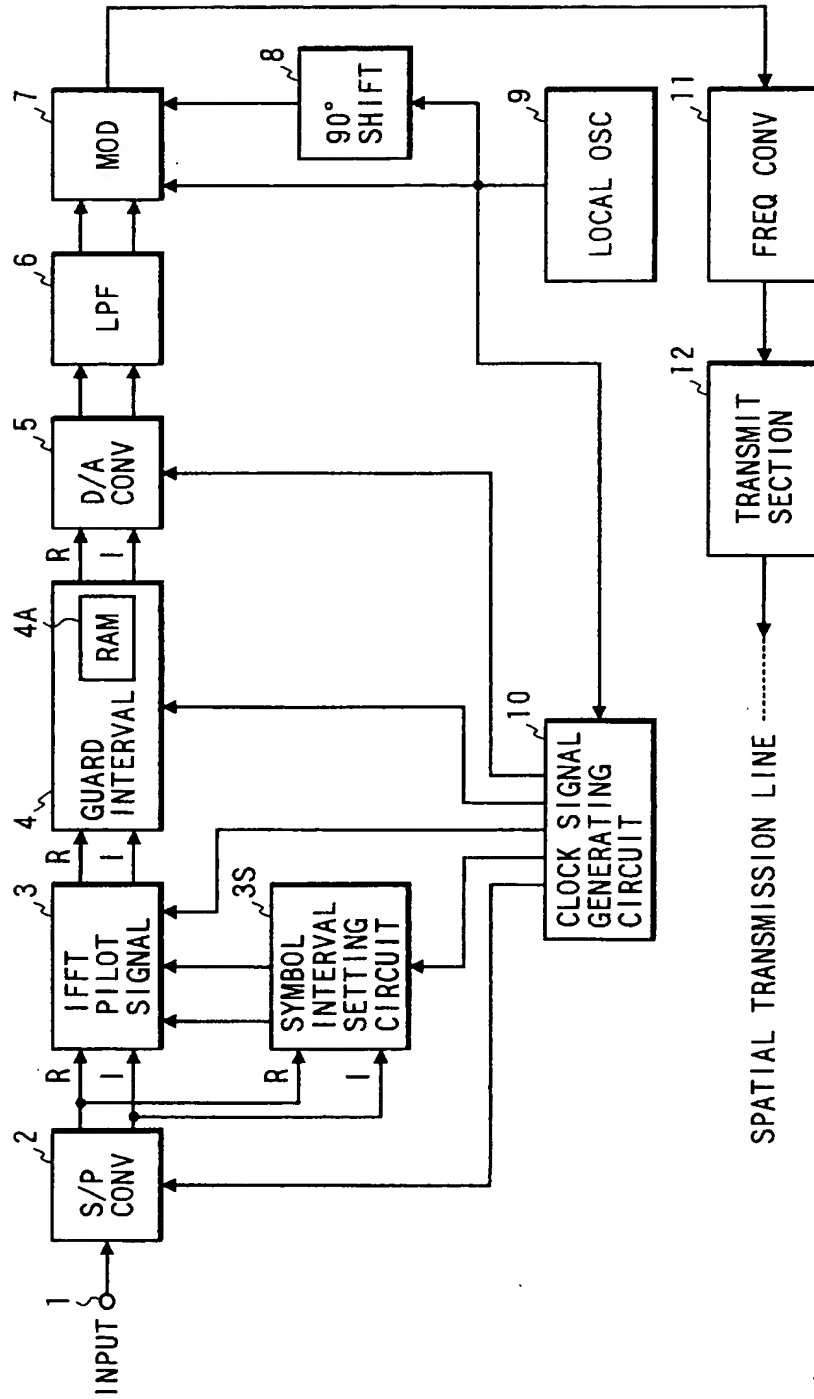 INPUT
1
2
S/P
CONV
R
I
R
I
3
IFFT
PILOT
SIGNAL
3S
SYMBOL
INTERVAL
SETTING
CIRCUIT
R
I
4
GUARD
INTERVAL
4A
RAM
R
I
5
D/A
CONV
6
LPF
7
MOD
8
90°
SHIFT
9
LOCAL OSC
10
CLOCK SIGNAL
GENERATING
CIRCUIT
11
FREQ CONV
12
TRANSMIT
SECTION
SPATIAL TRANSMISSION LINE